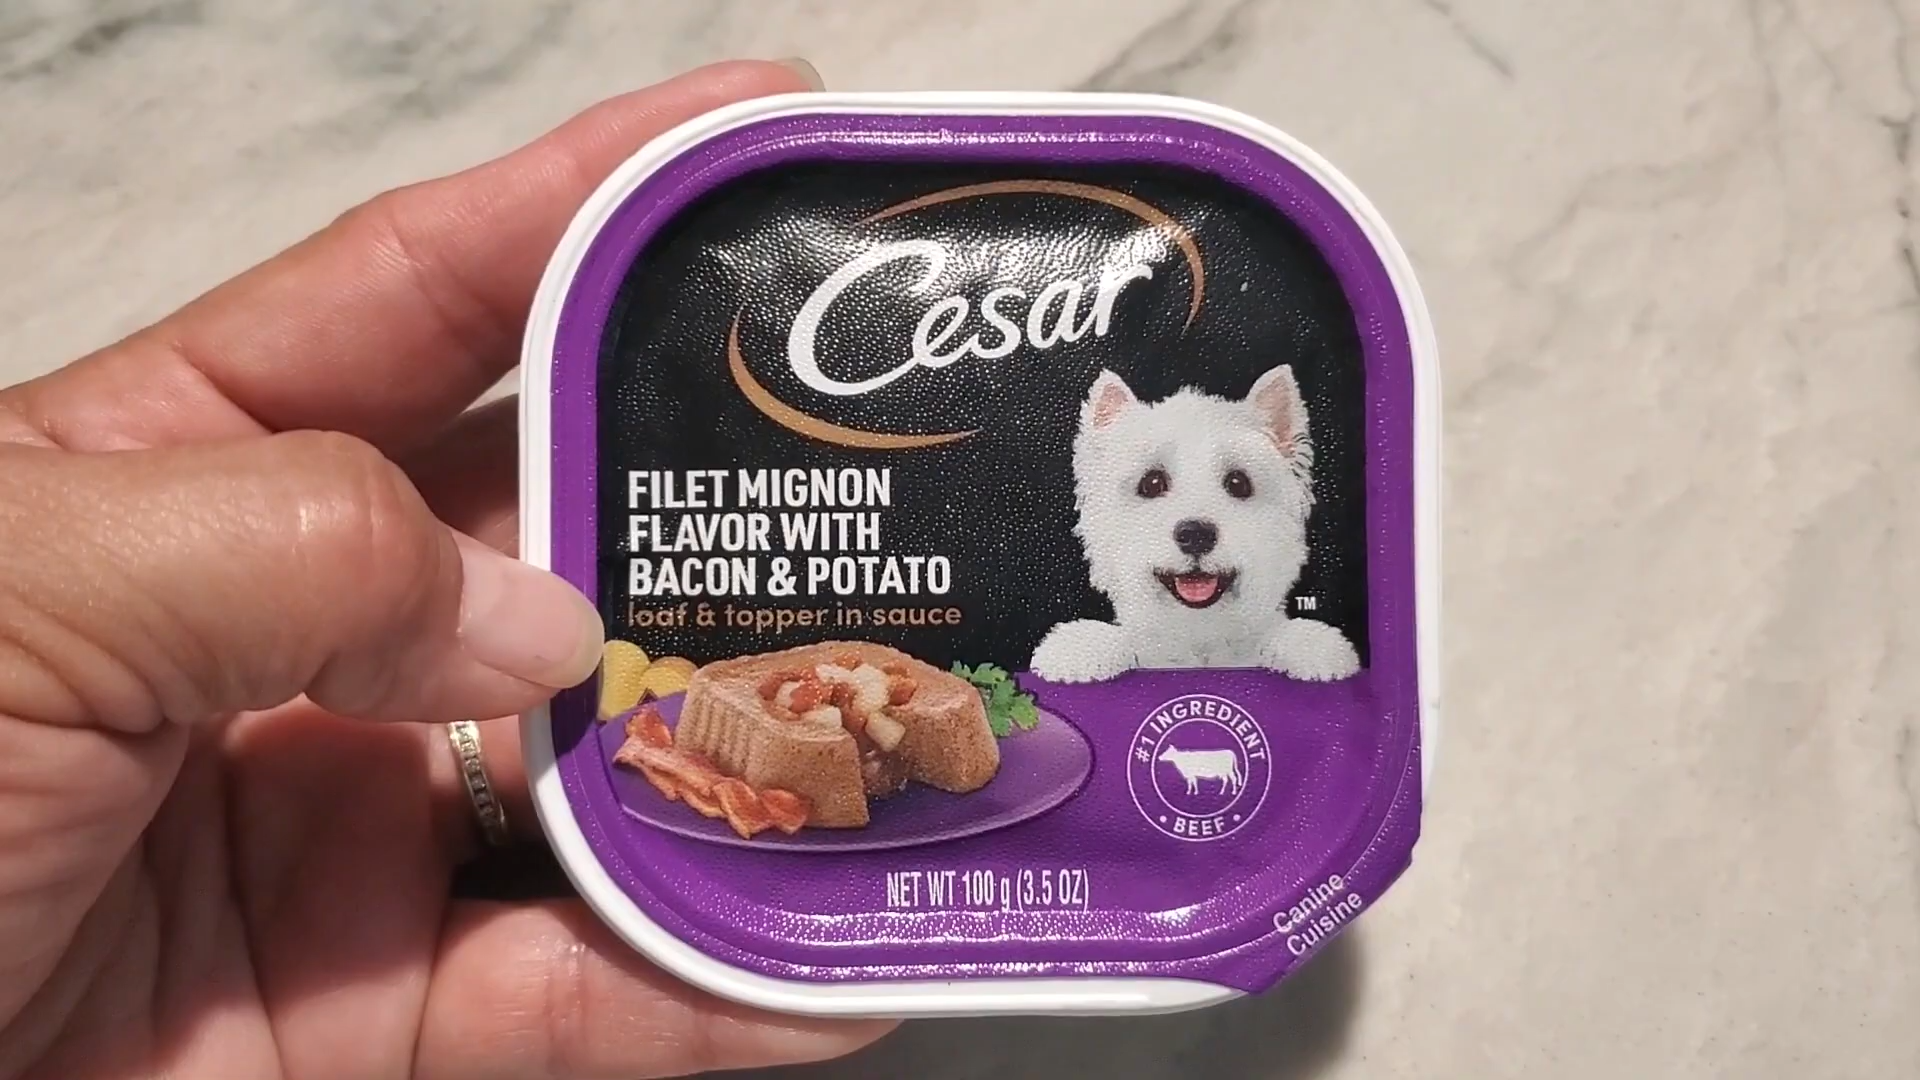 Cesar
FILET MIGNON
FLAVOR WITH
BACON & POTATO
loaf & topper in sauce
TM
#1 INGREDIENT
• BEEF •
NET WT 100 g (3.5 OZ)
Canine
Cuisine